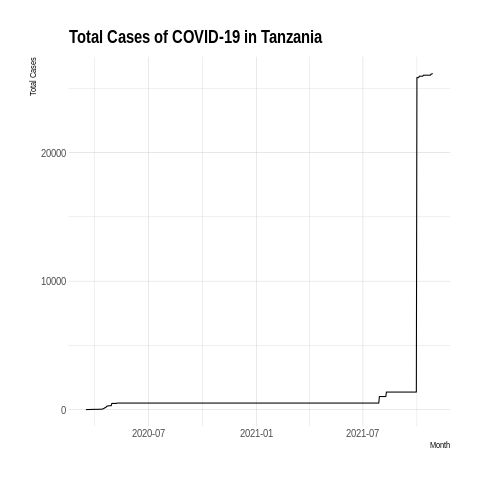 Total Cases of COVID-19 in Tanzania
Total Cases
20000
10000
0
2020-07 2021-01 2021-07
Month